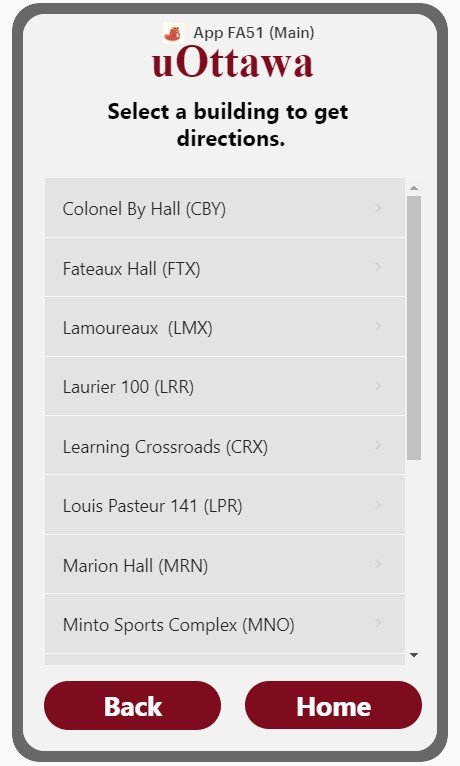 App FA51 (Main)
uOttawa
Select a building to get
directions.
Colonel By Hall (CBY)
Fateaux Hall (FTX)
Lamoureaux  (LMX)
Laurier 100 (LRR)
Learning Crossroads (CRX)
Louis Pasteur 141 (LPR)
Marion Hall (MRN)
Minto Sports Complex (MNO)
Back
Home